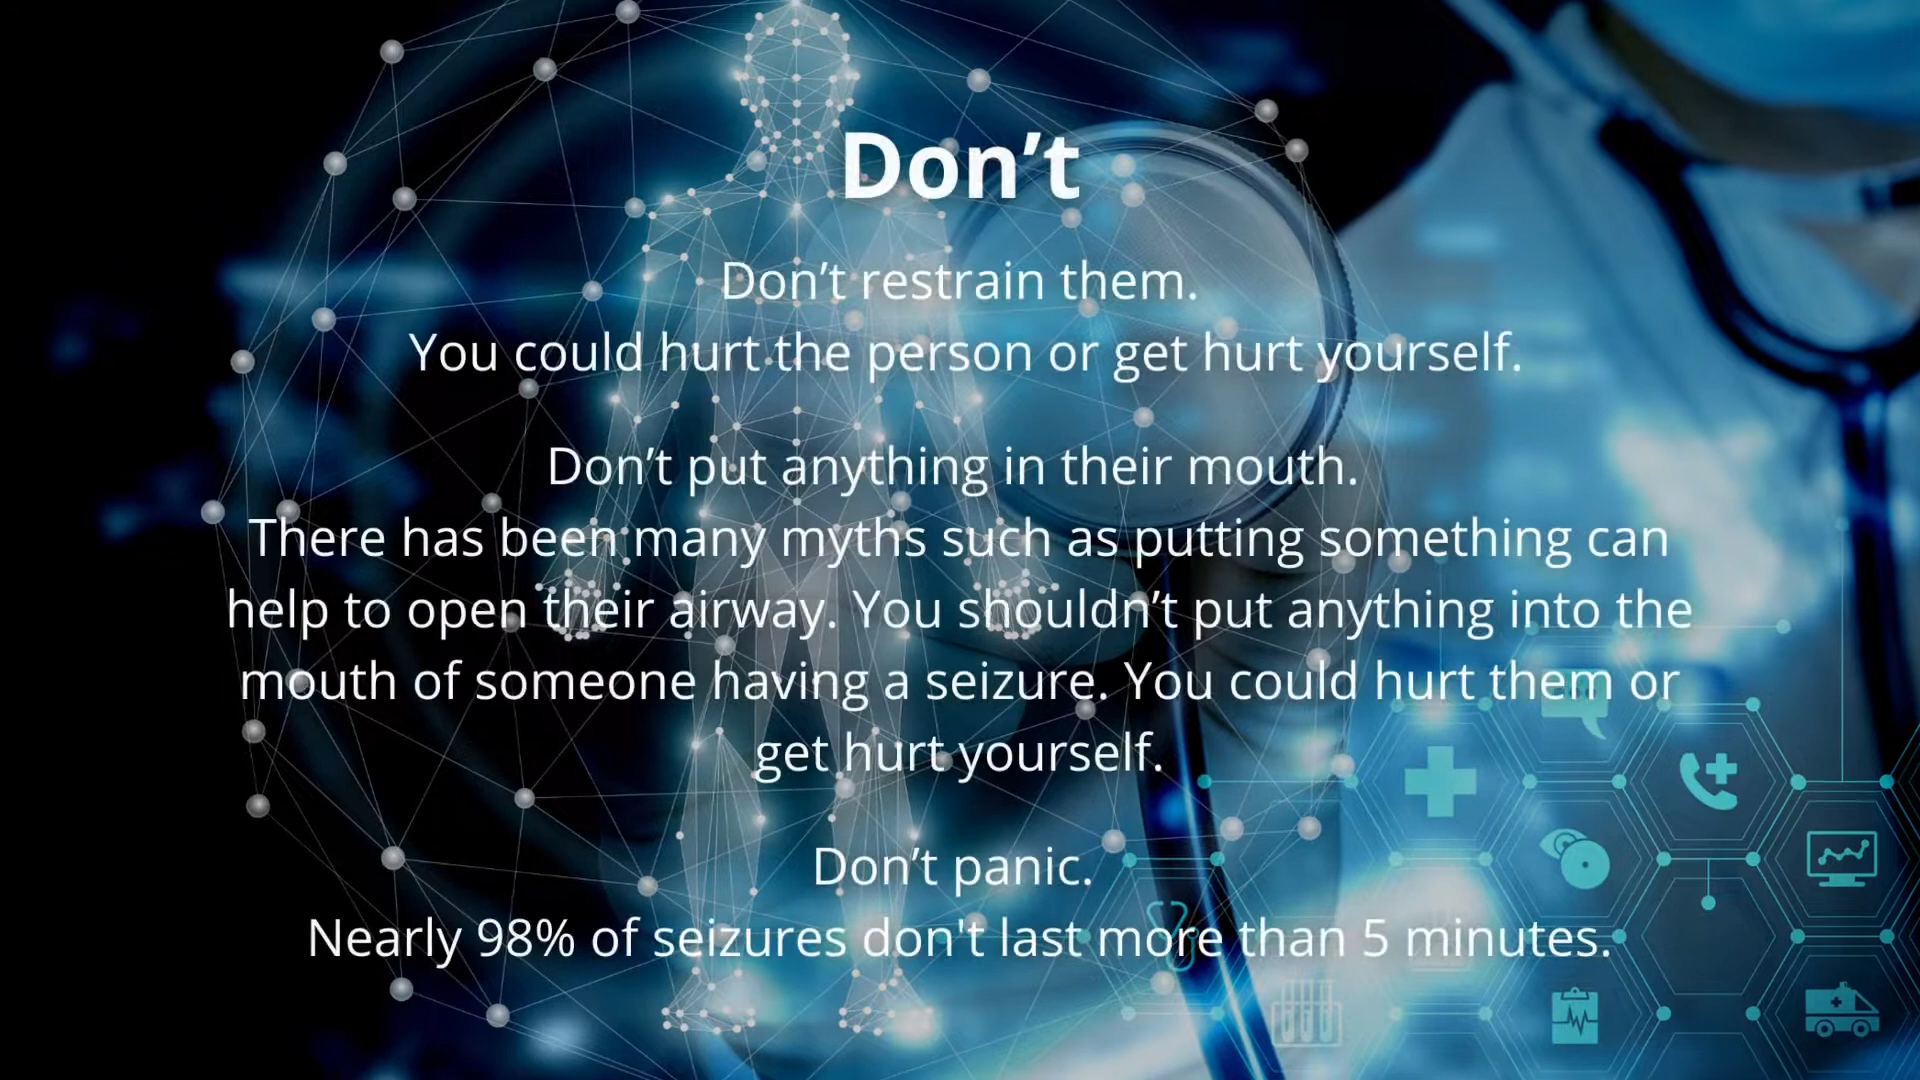 Don’t
Don’t restrain them.
You could hurt the person or get hurt yourself.
Don’t put anything in their mouth.
There has been many myths such as putting something can
help to open their airway. You shouldn’t put anything into the
mouth of someone having a seizure. You could hurt them or
get hurt yourself.
Don’t panic.
Nearly 98% of seizures don't last more than 5 minutes.